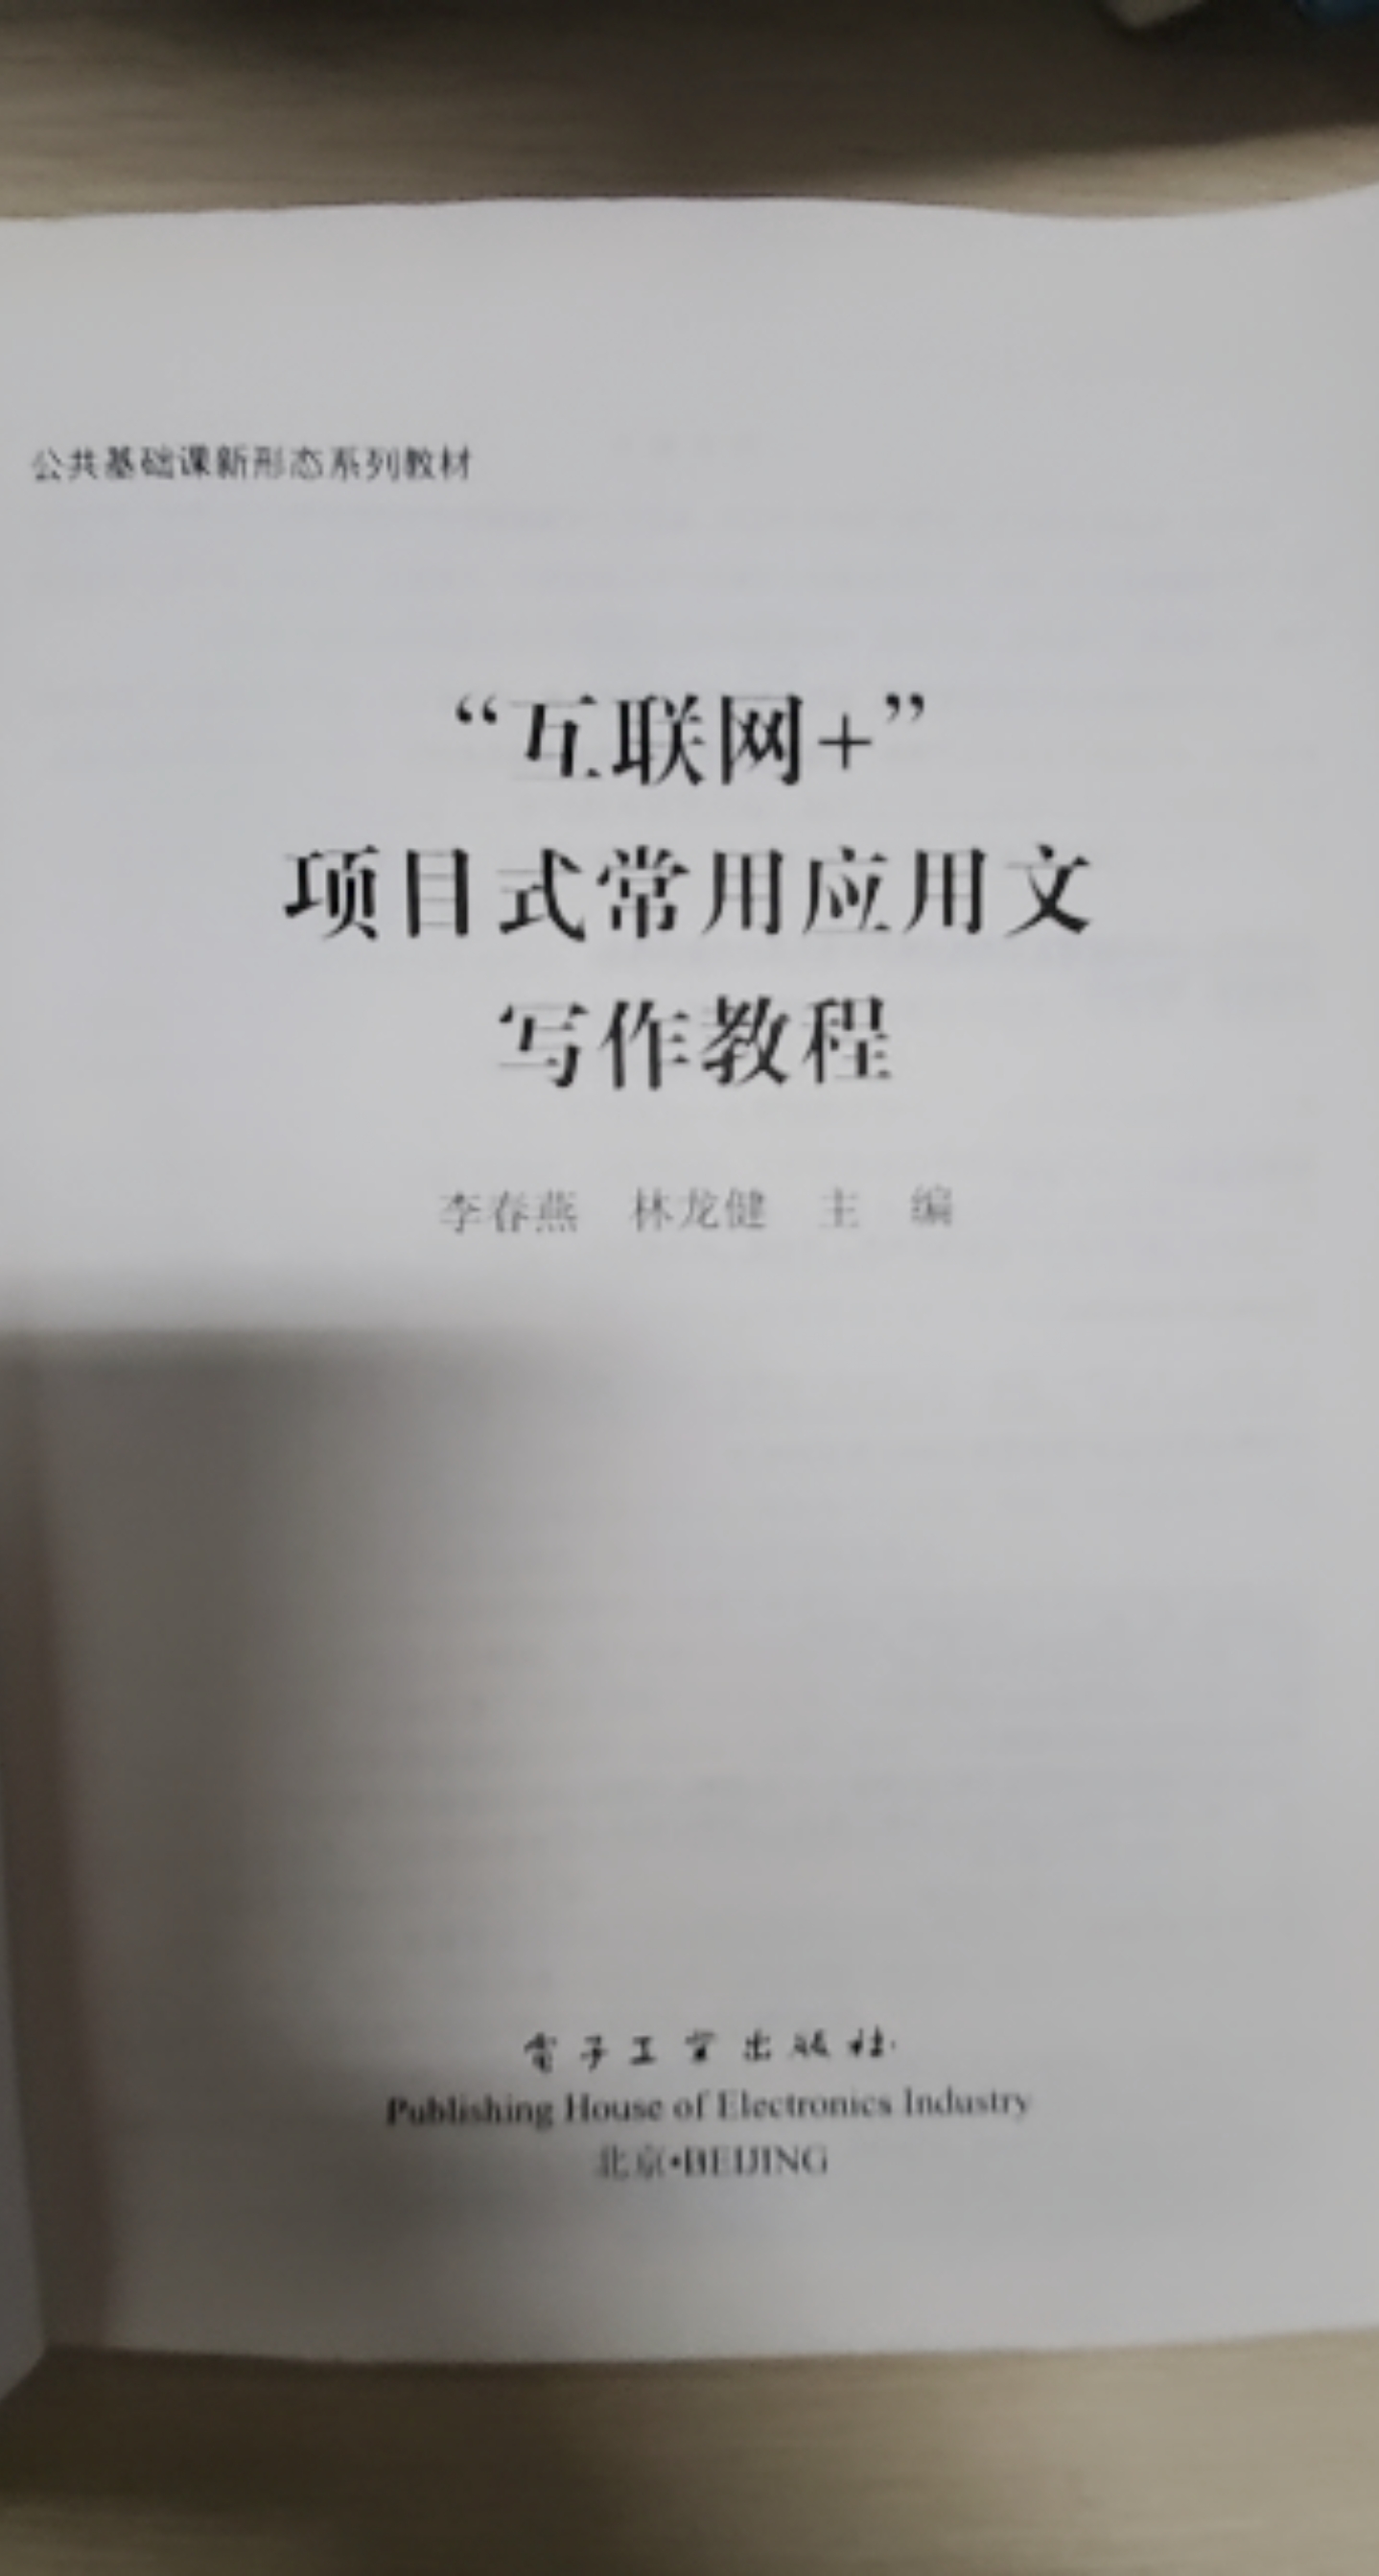 公共基础课新形态系列教材
“互联网+”
项目式常用应用文
写作教程
李春燕 林龙健 主 编
电子工业出版社
Publishing House of Electronics Industry
北京•BEIJING